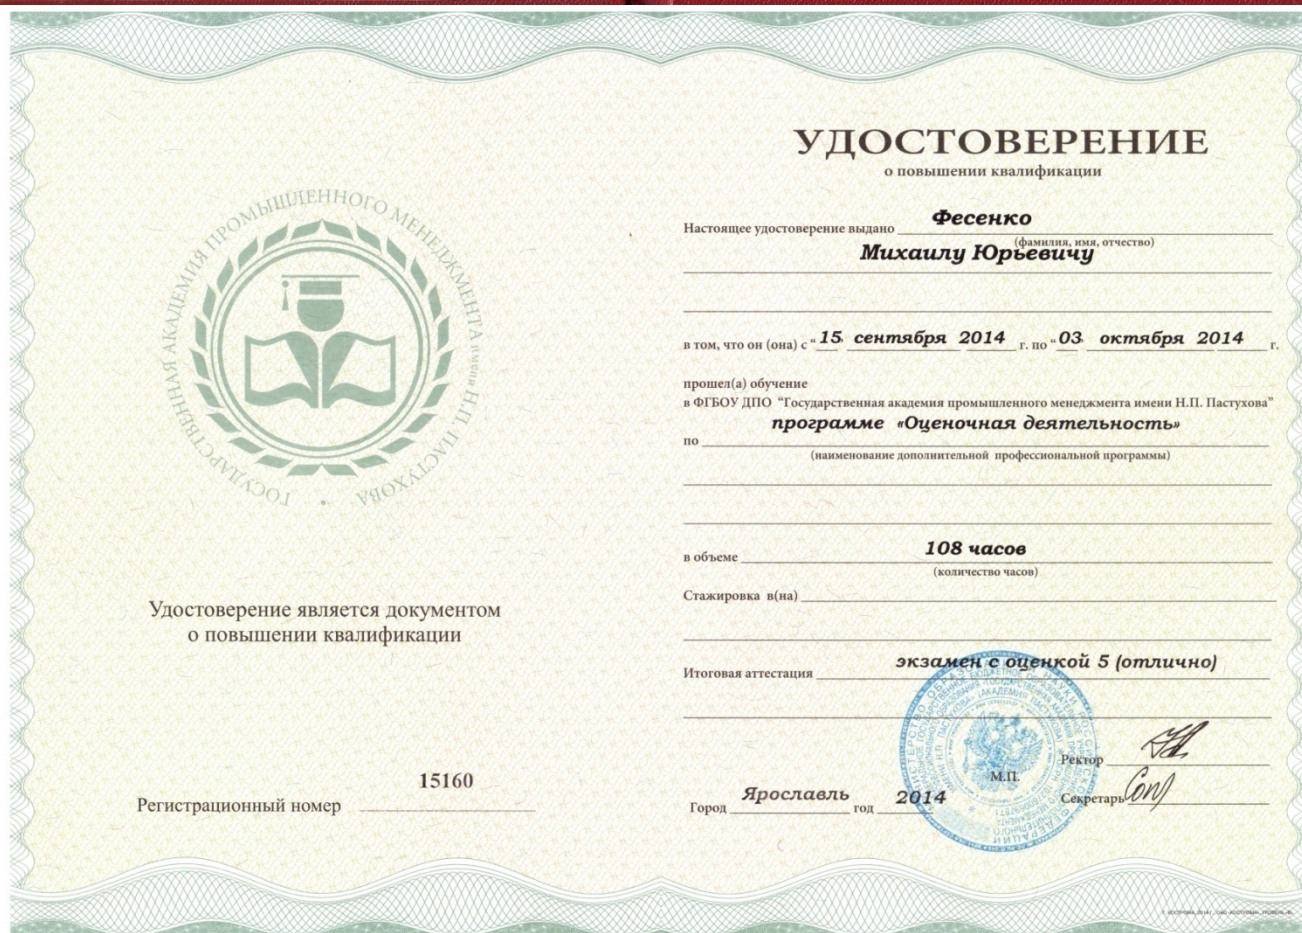 ГОСУДАРСТВЕННАЯ АКАДЕМИЯ ПРОМЫШЛЕННОГО МЕНЕДЖМЕНТА имени Н.П. ПАСТУХОВА
Удостоверение является документом
о повышении квалификации
15160
Регистрационный номер
УДОСТОВЕРЕНИЕ
о повышении квалификации
Настоящее удостоверение выдано Фесенко
(фамилия, имя, отчество)
Михаилу Юрьевичу
в том, что он (она) с “15” сентября 2014 г. по “03” октября 2014 г.
прошел(а) обучение
в ФГБОУ ДПО “Государственная академия промышленного менеджмента имени Н.П. Пастухова”
по программе «Оценочная деятельность»
(наименование дополнительной профессиональной программы)
в объеме 108 часов
(количество часов)
Стажировка в(на)
Итоговая аттестация экзамен с оценкой 5 (отлично)
Ректор
М.П.
Секретарь
Город Ярославль год 2014